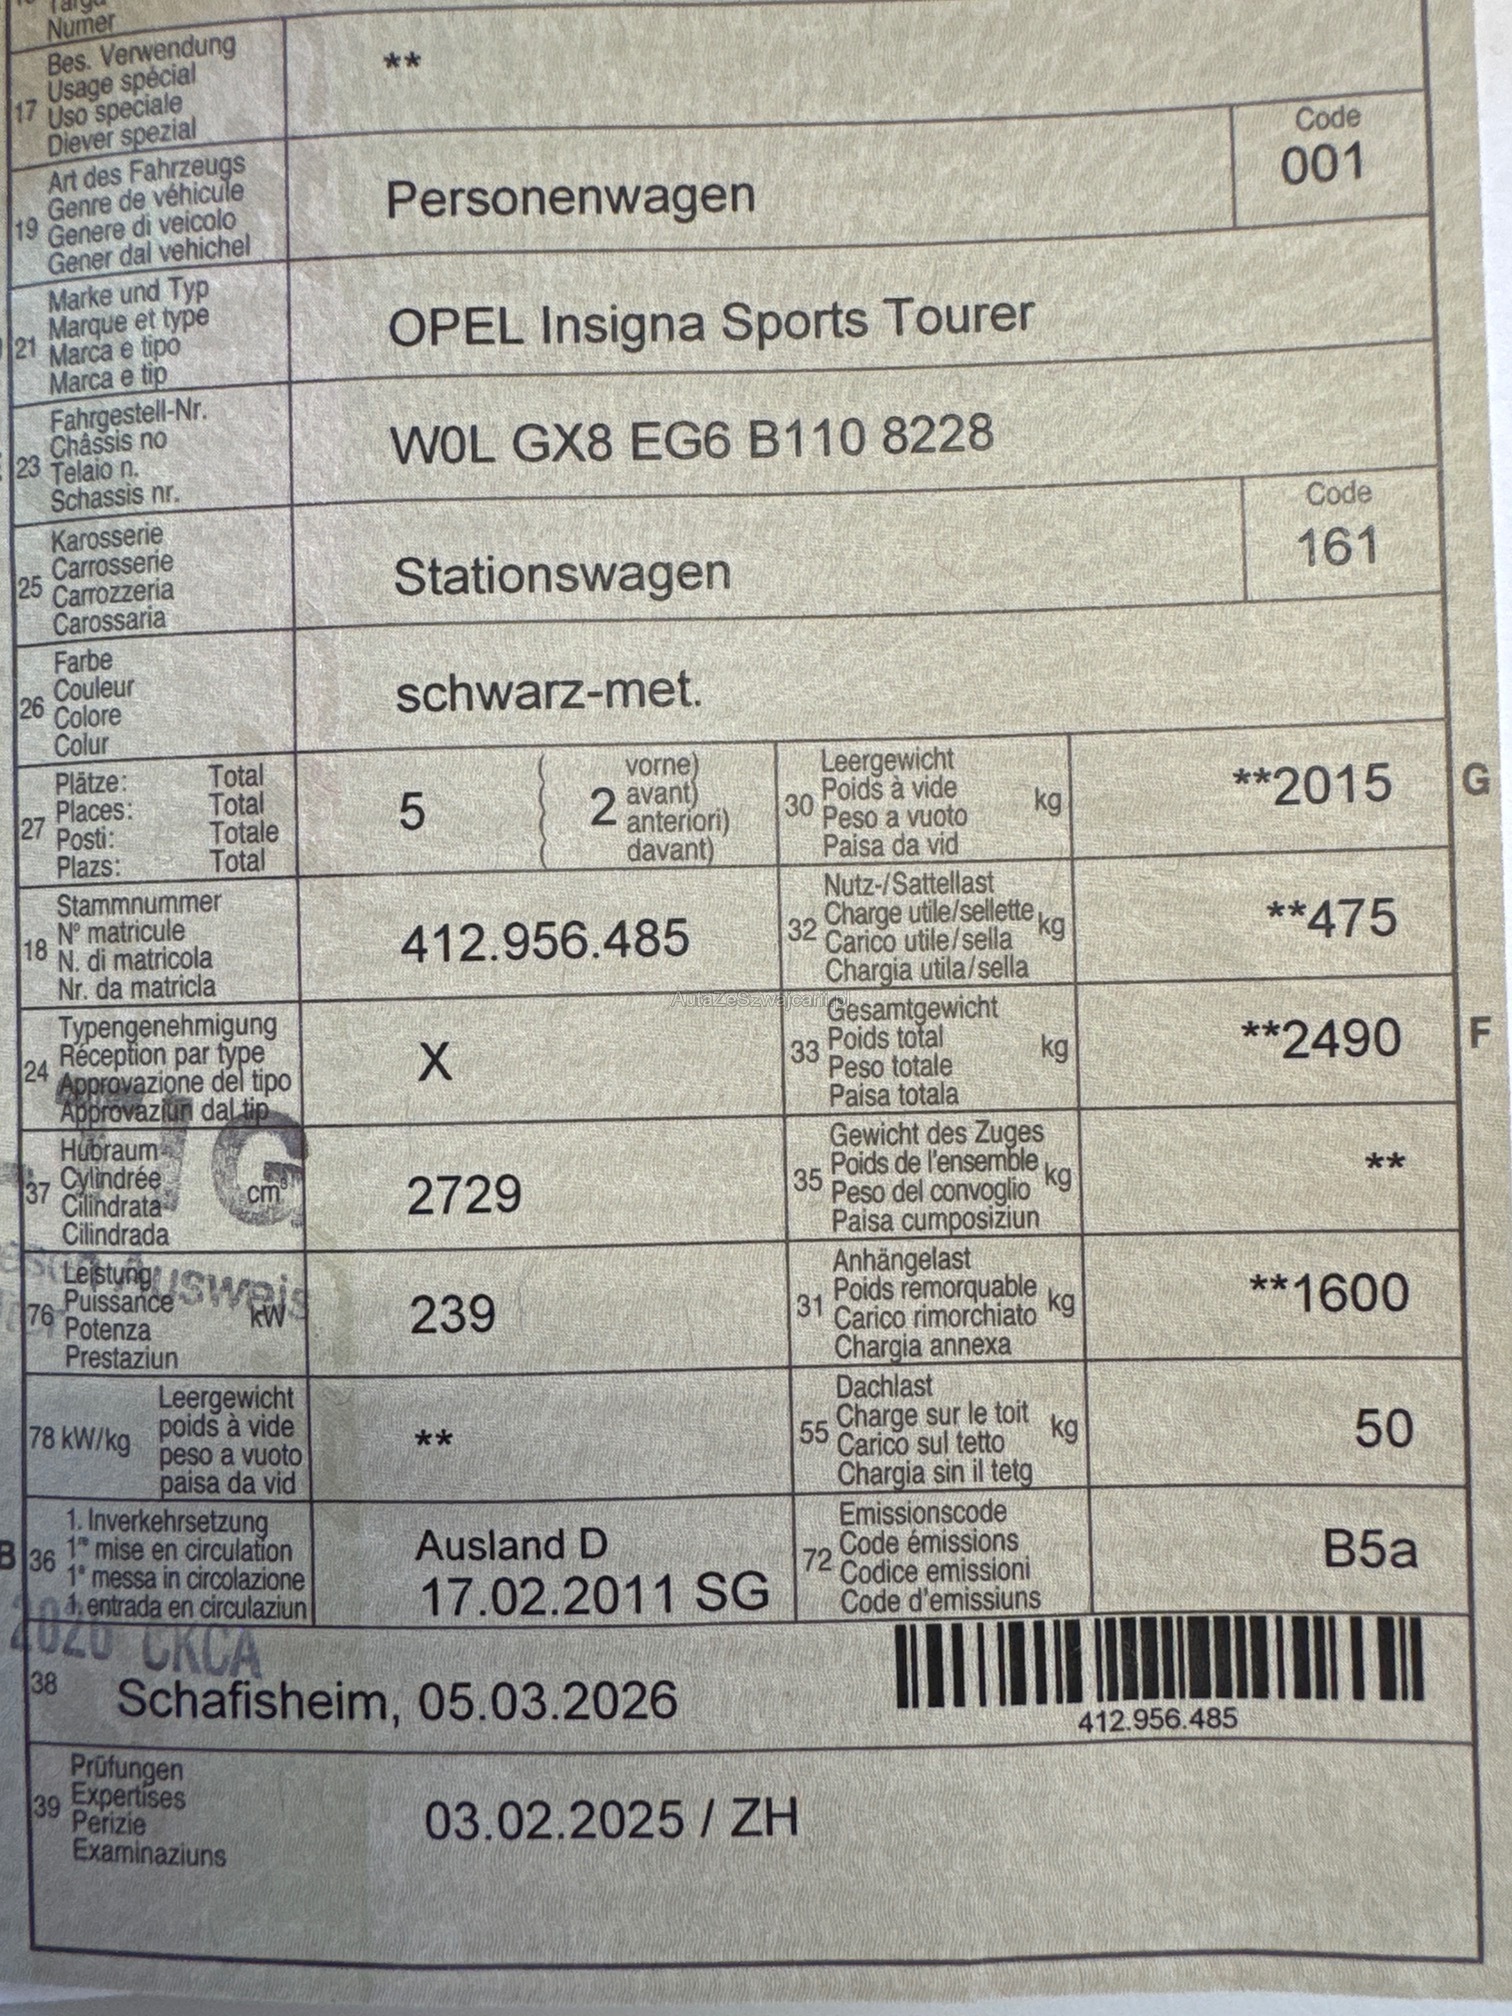 Targa
Numer
17 Bes. Verwendung
Usage spécial
Uso speciale
Diever spezial
**
19 Art des Fahrzeugs
Genre de véhicule
Genere di veicolo
Gener dal vehichel
Personenwagen
Code
001
21 Marke und Typ
Marque et type
Marca e tipo
Marca e tip
OPEL Insigna Sports Tourer
23 Fahrgestell-Nr.
Châssis no
Telaio n.
Schassis nr.
W0L GX8 EG6 B110 8228
25 Karosserie
Carrosserie
Carrozzeria
Carossaria
Stationswagen
Code
161
26 Farbe
Couleur
Colore
Colur
schwarz-met.
27 Plätze: Total
Places: Total
Posti: Totale
Plazs: Total
5
2
vorne)
avant)
anteriori)
davant)
30 Leergewicht
Poids à vide
Peso a vuoto
Paisa da vid
kg
**2015
G
18 Stammnummer
N° matricule
N. di matricola
Nr. da matricla
412.956.485
32 Nutz-/Sattellast
Charge utile/sellette
Carico utile/sella
Chargia utila/sella
kg
**475
AutaZeSzwajcarii.pl
24 Typengenehmigung
Réception par type
Approvazione del tipo
Approvaziun dal tip
X
33 Gesamtgewicht
Poids total
Peso totale
Paisa totala
kg
**2490
F
37 Hubraum
Cylindrée
Cilindrata
Cilindrada
cm³
2729
35 Gewicht des Zuges
Poids de l'ensemble
Peso del convoglio
Paisa cumposiziun
kg
**
76 Leistung
Puissance
Potenza
Prestaziun
kW
Ausweis
239
31 Anhängelast
Poids remorquable
Carico rimorchiato
Chargia annexa
kg
**1600
78 kW/kg
Leergewicht
poids à vide
peso a vuoto
paisa da vid
**
55 Dachlast
Charge sur le toit
Carico sul tetto
Chargia sin il tetg
kg
50
B
36 1. Inverkehrsetzung
1re mise en circulation
1a messa in circolazione
1. entrada en circulaziun
Ausland D
17.02.2011 SG
72 Emissionscode
Code émissions
Codice emissioni
Code d'emissiuns
B5a
2026 CKCA
38 Schafisheim, 05.03.2026
412.956.485
39 Prüfungen
Expertises
Perizie
Examinaziuns
03.02.2025 / ZH